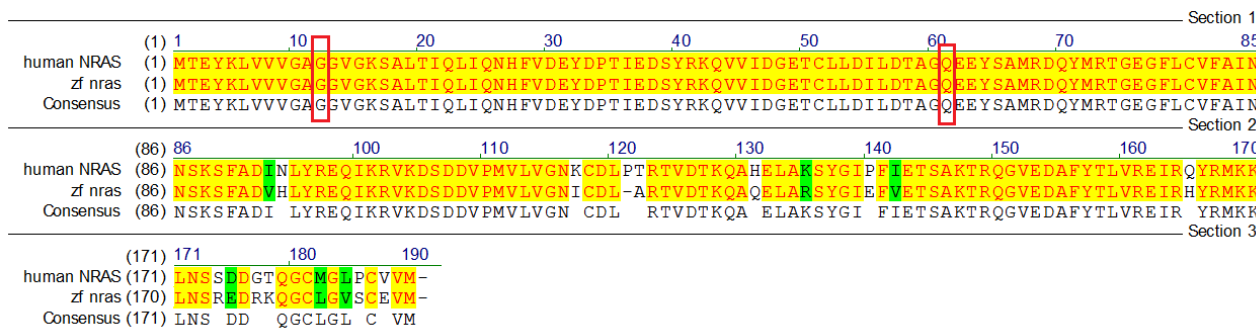 Section 1
(1) 1 10 20 30 40 50 60 70 85
human NRAS (1) MTEYKLVVVGAGGVGKSALTIQLIQNHFVDEYDPTIEDSYRKQVVIDGETCLLDILDTAGQEEYSAMRDQYMRTGEGFLCVFAIN
zf nras (1) MTEYKLVVVGAGGVGKSALTIQLIQNHFVDEYDPTIEDSYRKQVVIDGETCLLDILDTAGQEEYSAMRDQYMRTGEGFLCVFAIN
Consensus (1) MTEYKLVVVGAGGVGKSALTIQLIQNHFVDEYDPTIEDSYRKQVVIDGETCLLDILDTAGQEEYSAMRDQYMRTGEGFLCVFAIN
Section 2
(86) 86 100 110 120 130 140 150 160 170
human NRAS (86) NSKSFADINLYREQIKRVKDSDDVPMVLVGNKCDLPTRTVDTKQAHELAKSYGIPFIETSAKTRQGVEDAFYTLVREIRQYRMKK
zf nras (86) NSKSFADVHLYREQIKRVKDSDDVPMVLVGNICDL-ARTVDTKQAQELARSYGIEFVETSAKTRQGVEDAFYTLVREIRHYRMKK
Consensus (86) NSKSFADI LYREQIKRVKDSDDVPMVLVGN CDL  RTVDTKQA ELAKSYGI FIETSAKTRQGVEDAFYTLVREIR YRMKK
Section 3
(171) 171 180 190
human NRAS (171) LNSSDDGTQGCMGLPCVVM-
zf nras (170) LNSREDRKQGCLGVSCEVM-
Consensus (171) LNS DD  QGCLGL C VM